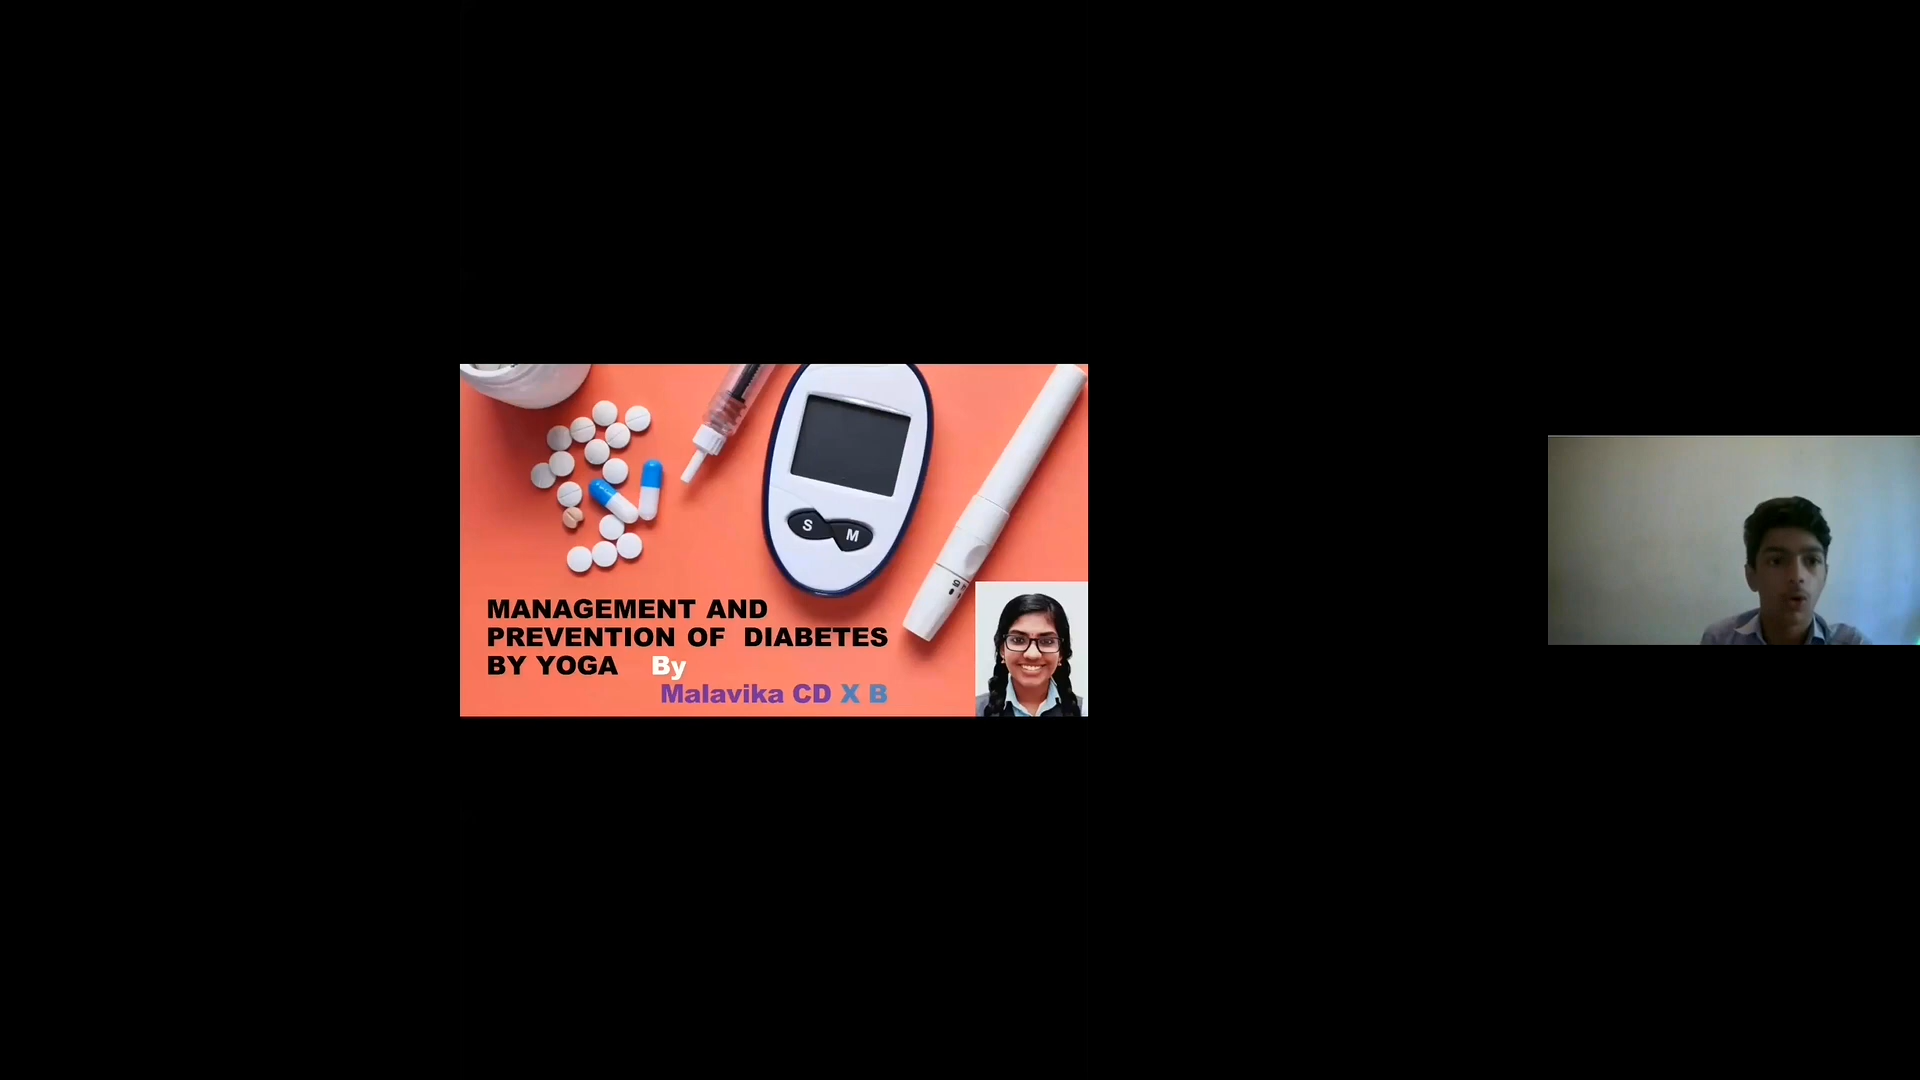 S
M
MANAGEMENT AND
PREVENTION OF DIABETES
BY YOGA By
Malavika CD X B